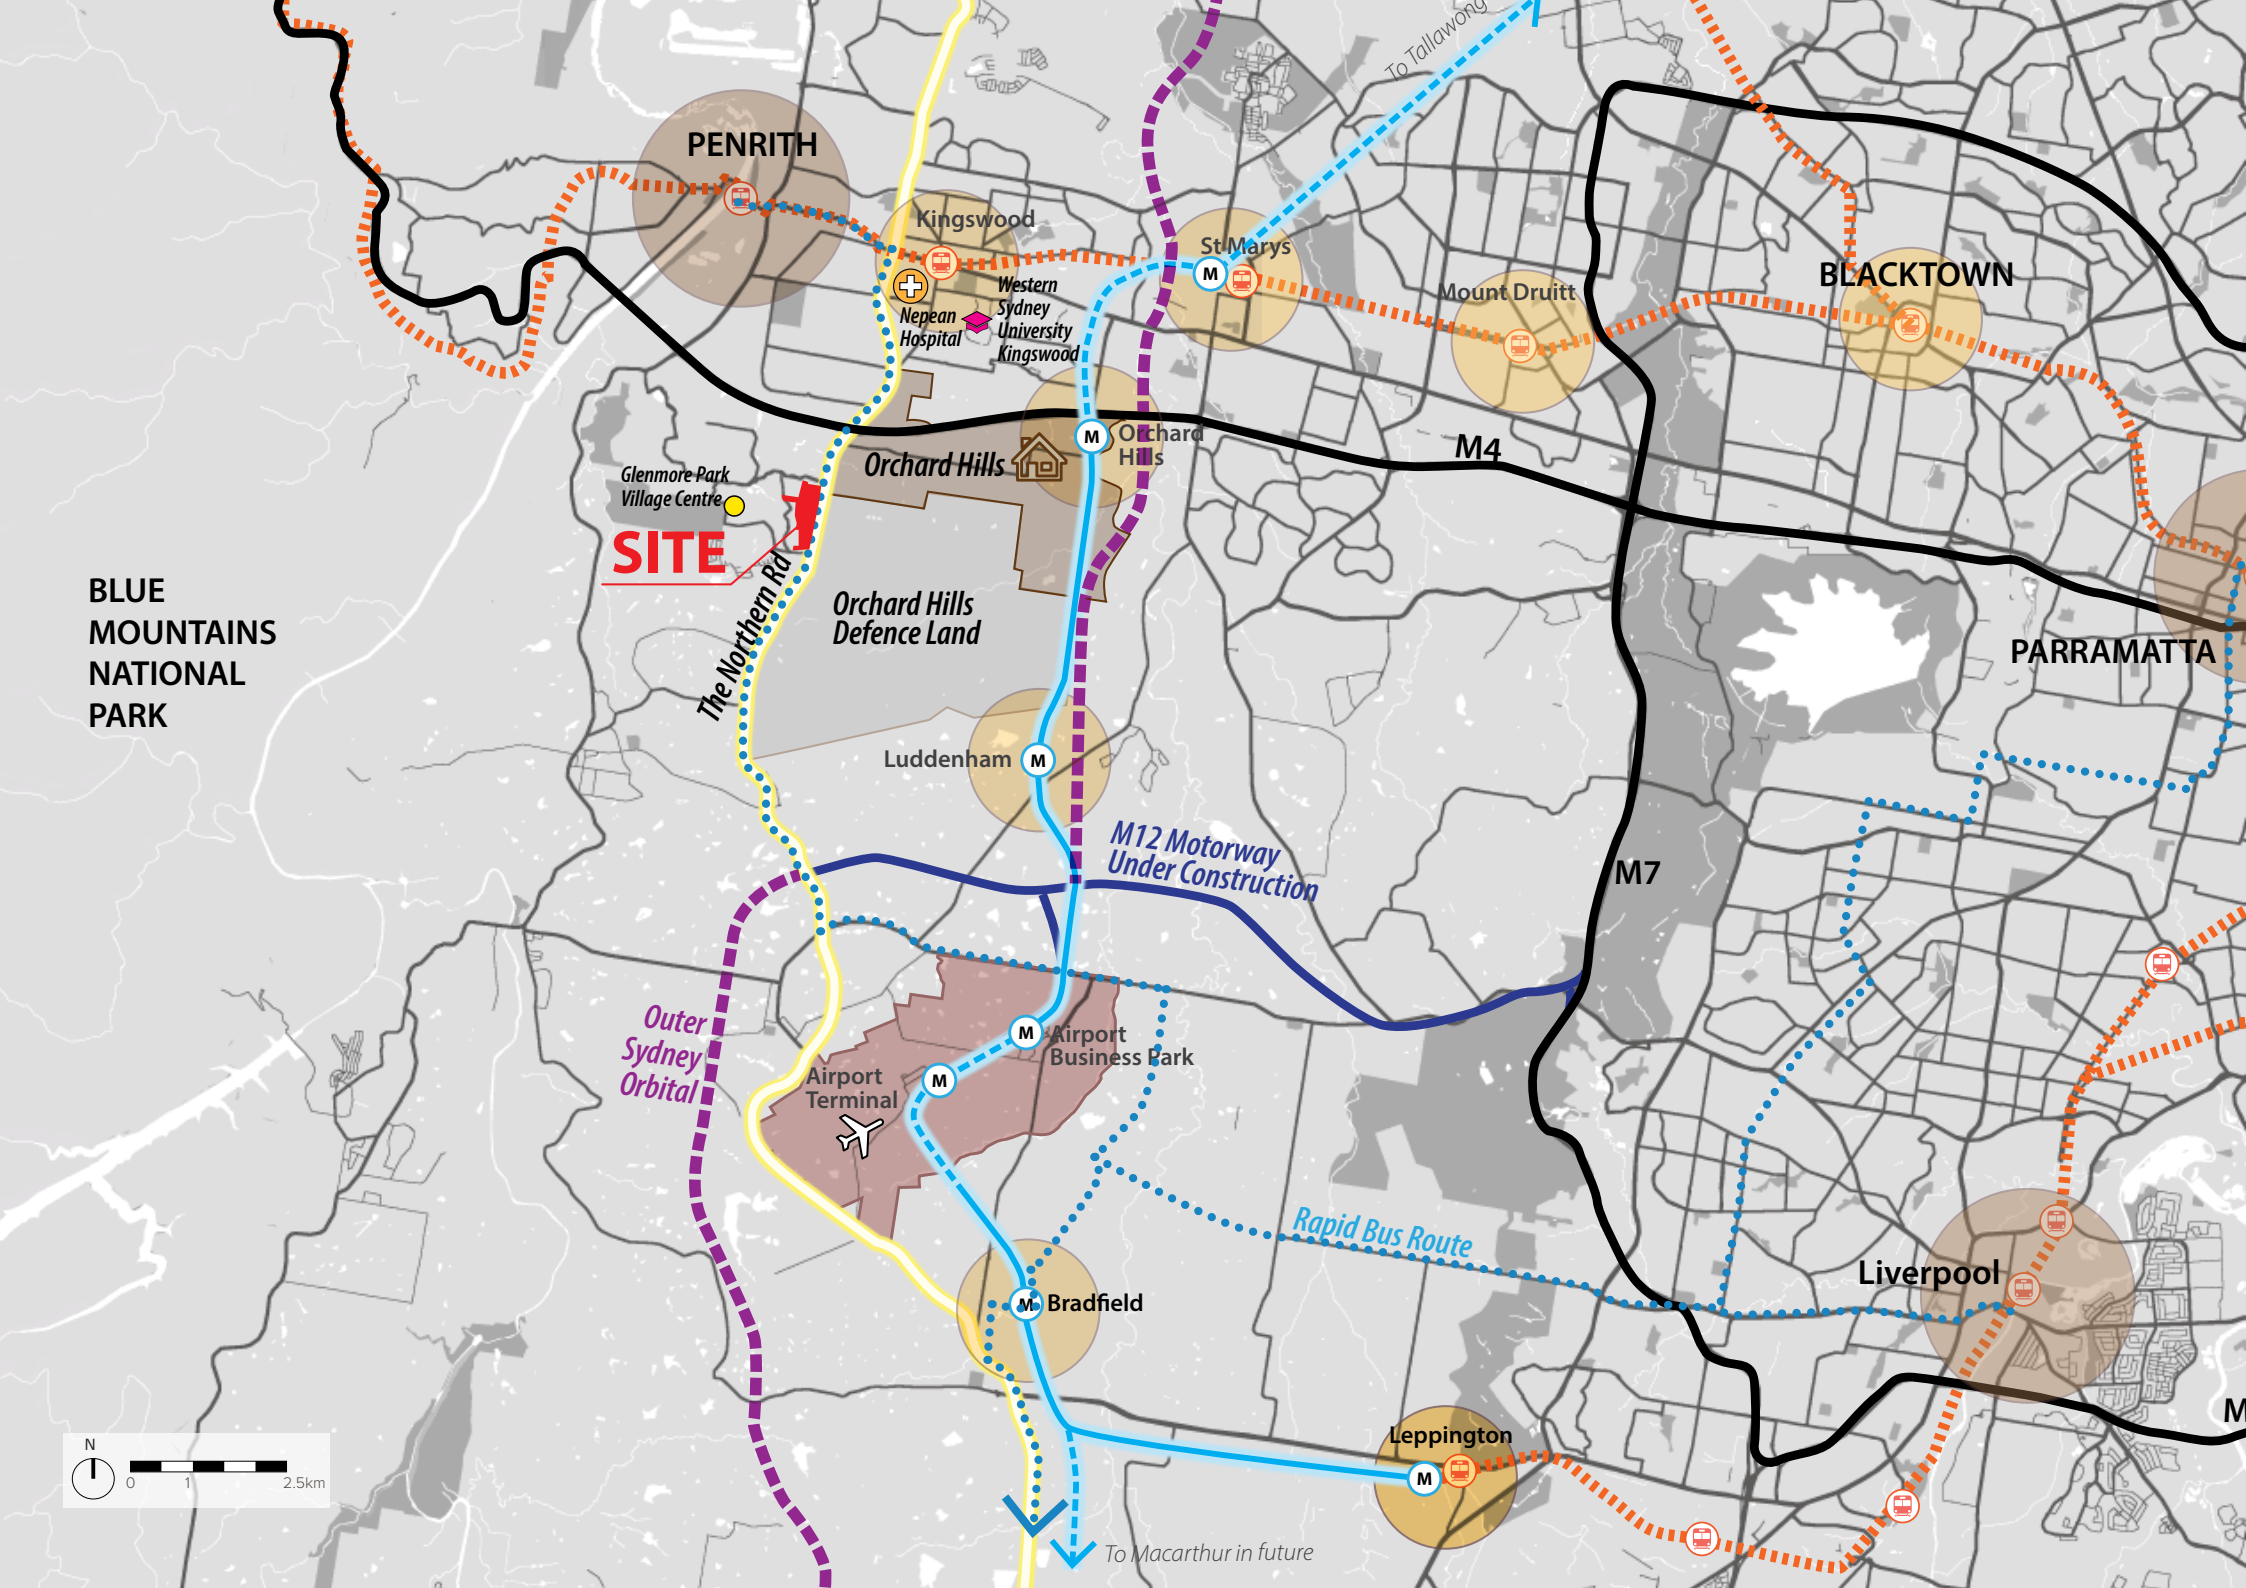 To Tallawong
PENRITH
Kingswood
St Marys
M
BLACKTOWN
Mount Druitt
Western
Sydney
University
Kingswood
Nepean
Hospital
M
Orchard
Hills
Orchard Hills
M4
Glenmore Park
Village Centre
SITE
The Northern Rd
Orchard Hills
Defence Land
BLUE
MOUNTAINS
NATIONAL
PARK
PARRAMATTA
Luddenham
M
M12 Motorway
Under Construction
M7
Outer
Sydney
Orbital
M
Airport
Business Park
M
Airport
Terminal
Rapid Bus Route
Liverpool
M
Bradfield
Leppington
M
M
N
0 1 2.5km
To Macarthur in future